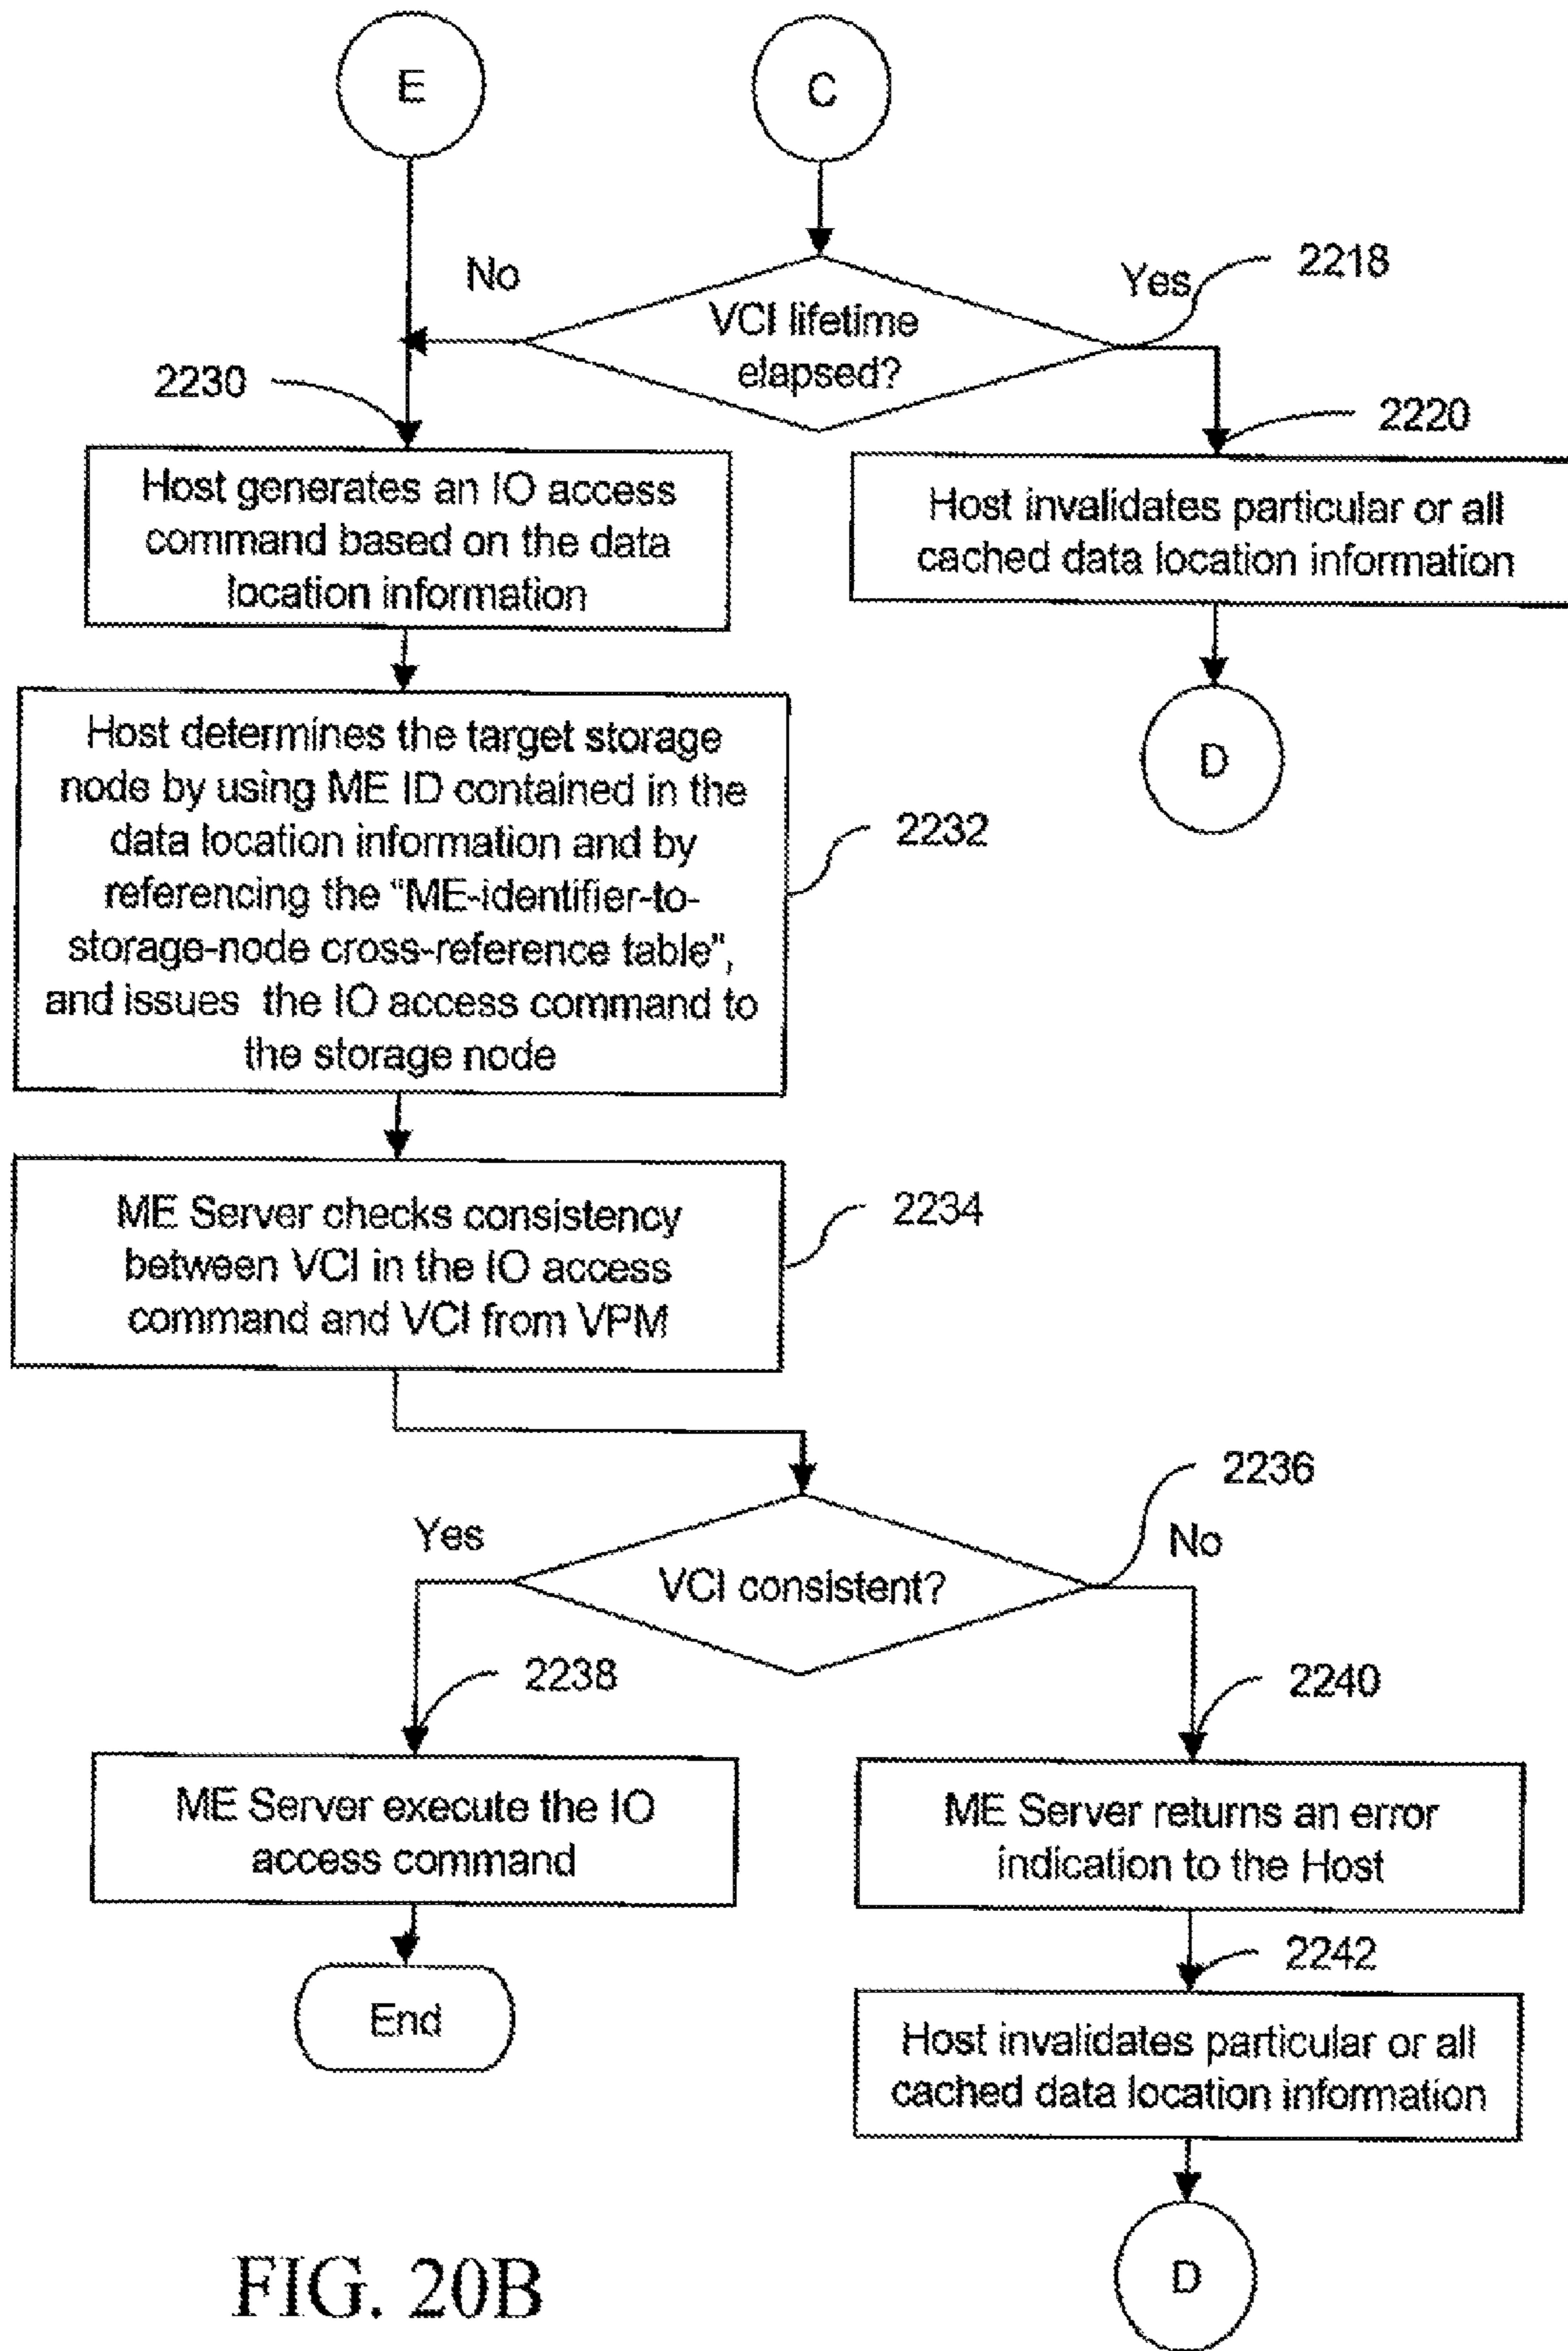 E
C
No
Yes
2218
VCI lifetime
elapsed?
2230
2220
Host generates an IO access
command based on the data
location information
Host invalidates particular or all
cached data location information
D
Host determines the target storage
node by using ME ID contained in the
data location information and by
referencing the "ME-identifier-to-
storage-node cross-reference table",
and issues the IO access command to
the storage node
2232
ME Server checks consistency
between VCI in the IO access
command and VCI from VPM
2234
2236
Yes
No
VCI consistent?
2238
2240
ME Server execute the IO
access command
ME Server returns an error
indication to the Host
2242
End
Host invalidates particular or all
cached data location information
D
FIG. 20B